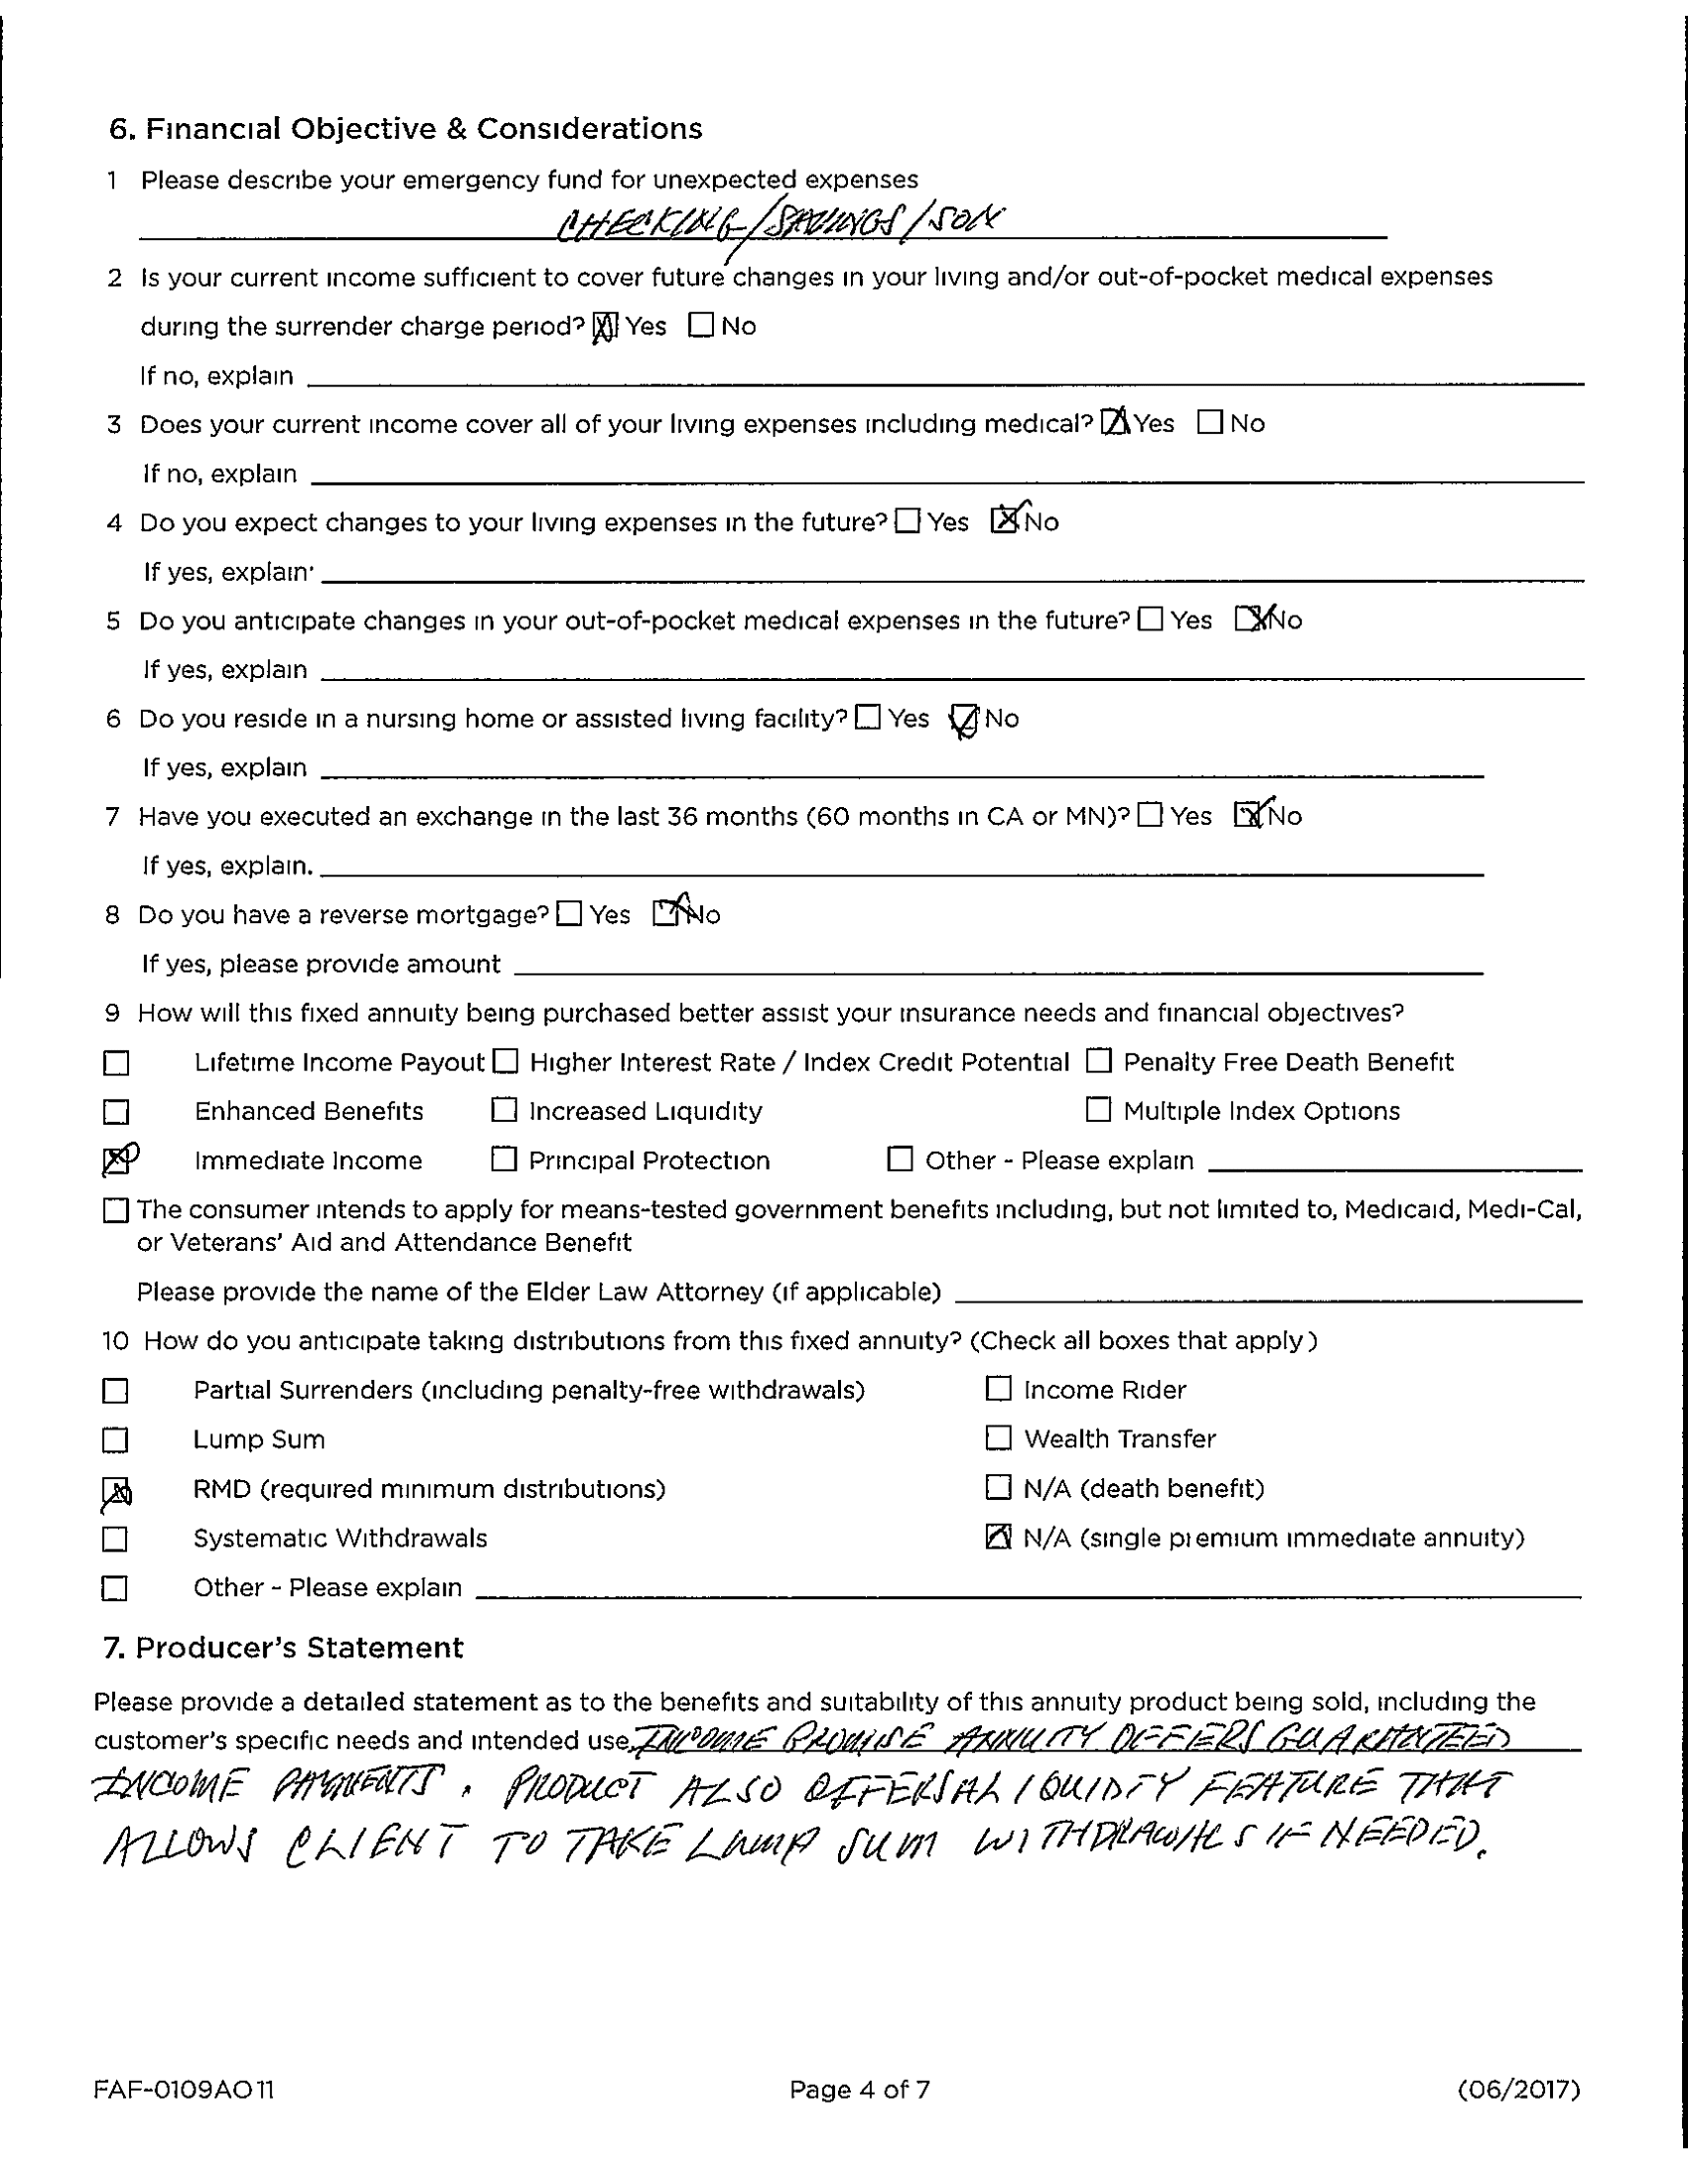 6. Financial Objective & Considerations
1 Please describe your emergency fund for unexpected expenses
CHECKING/SAVINGS/SON
2 Is your current income sufficient to cover future changes in your living and/or out-of-pocket medical expenses
during the surrender charge period? ☒ Yes ☐ No
If no, explain
3 Does your current income cover all of your living expenses including medical? ☒ Yes ☐ No
If no, explain
4 Do you expect changes to your living expenses in the future? ☐ Yes ☒ No
If yes, explain
5 Do you anticipate changes in your out-of-pocket medical expenses in the future? ☐ Yes ☒ No
If yes, explain
6 Do you reside in a nursing home or assisted living facility? ☐ Yes ☒ No
If yes, explain
7 Have you executed an exchange in the last 36 months (60 months in CA or MN)? ☐ Yes ☒ No
If yes, explain.
8 Do you have a reverse mortgage? ☐ Yes ☒ No
If yes, please provide amount
9 How will this fixed annuity being purchased better assist your insurance needs and financial objectives?
☐ Lifetime Income Payout ☐ Higher Interest Rate / Index Credit Potential ☐ Penalty Free Death Benefit
☐ Enhanced Benefits ☐ Increased Liquidity ☐ Multiple Index Options
☒ Immediate Income ☐ Principal Protection ☐ Other - Please explain
☐ The consumer intends to apply for means-tested government benefits including, but not limited to, Medicaid, Medi-Cal,
or Veterans' Aid and Attendance Benefit
Please provide the name of the Elder Law Attorney (if applicable)
10 How do you anticipate taking distributions from this fixed annuity? (Check all boxes that apply)
☐ Partial Surrenders (including penalty-free withdrawals) ☐ Income Rider
☐ Lump Sum ☐ Wealth Transfer
☒ RMD (required minimum distributions) ☐ N/A (death benefit)
☐ Systematic Withdrawals ☒ N/A (single premium immediate annuity)
☐ Other - Please explain
7. Producer's Statement
Please provide a detailed statement as to the benefits and suitability of this annuity product being sold, including the
customer's specific needs and intended use. INCOME PROMISE ANNUITY OFFERS GUARANTEED
INCOME PAYMENTS. PRODUCT ALSO OFFERS A LIQUIDITY FEATURE THAT
ALLOWS CLIENT TO TAKE LUMP SUM WITHDRAWALS IF NEEDED.
FAF-0109AO 11 Page 4 of 7 (06/2017)